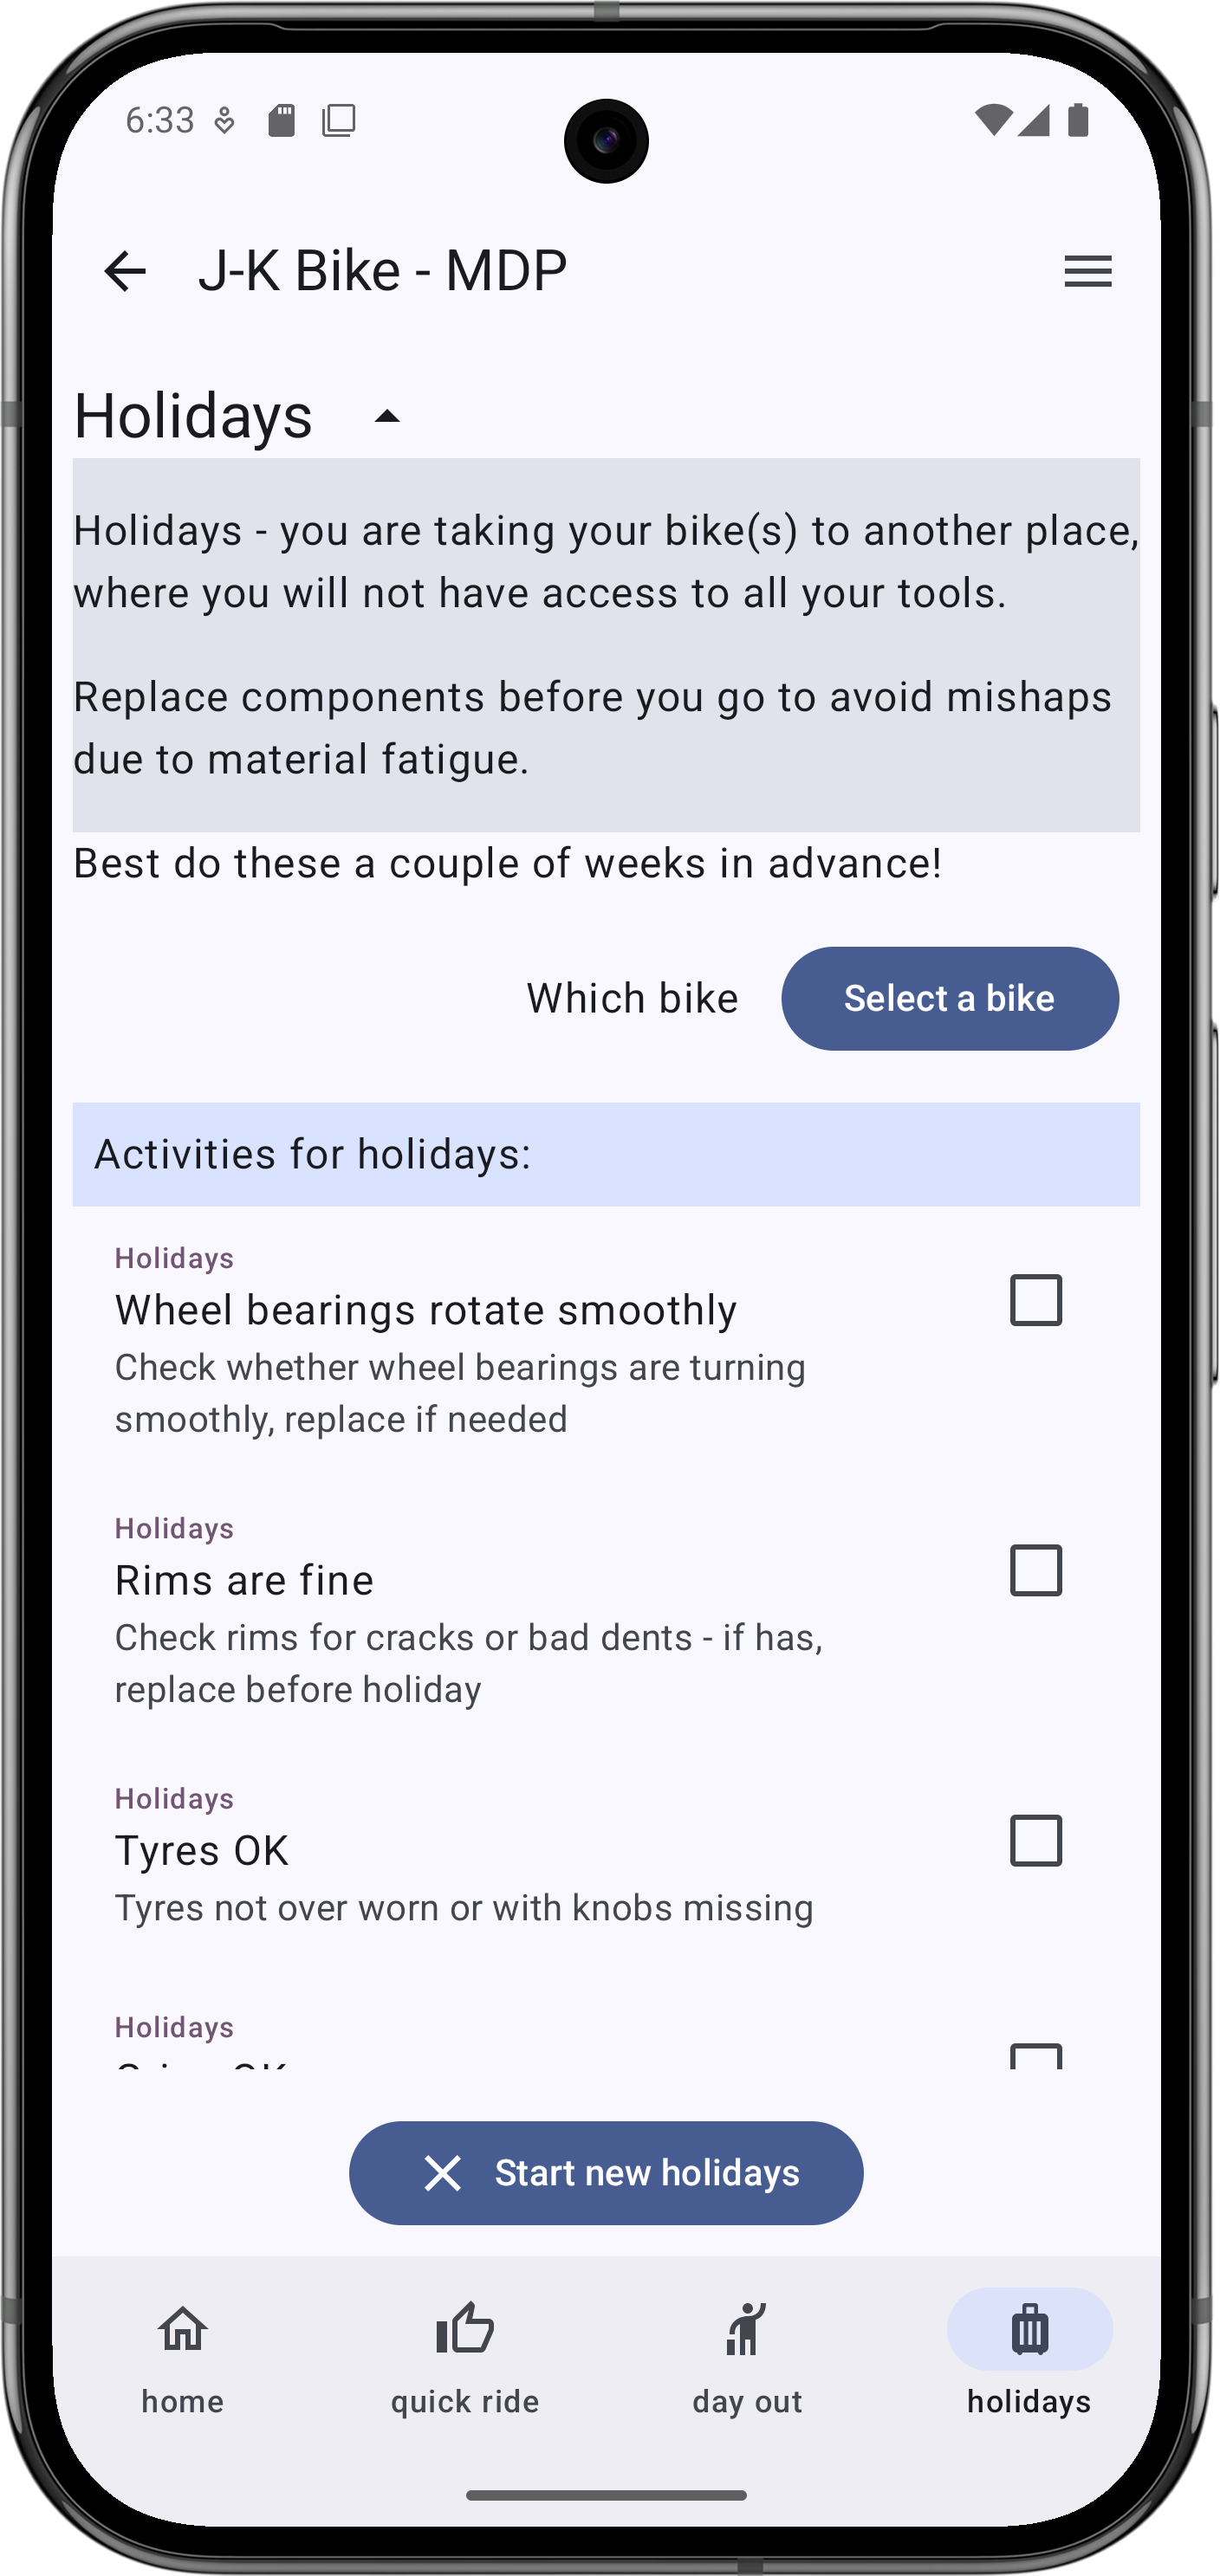 6:33
J-K Bike - MDP
Holidays
Holidays - you are taking your bike(s) to another place,
where you will not have access to all your tools.
Replace components before you go to avoid mishaps
due to material fatigue.
Best do these a couple of weeks in advance!
Which bike
Select a bike
Activities for holidays:
Holidays
Wheel bearings rotate smoothly
Check whether wheel bearings are turning
smoothly, replace if needed
Holidays
Rims are fine
Check rims for cracks or bad dents - if has,
replace before holiday
Holidays
Tyres OK
Tyres not over worn or with knobs missing
Holidays
OK
Start new holidays
home
quick ride
day out
holidays